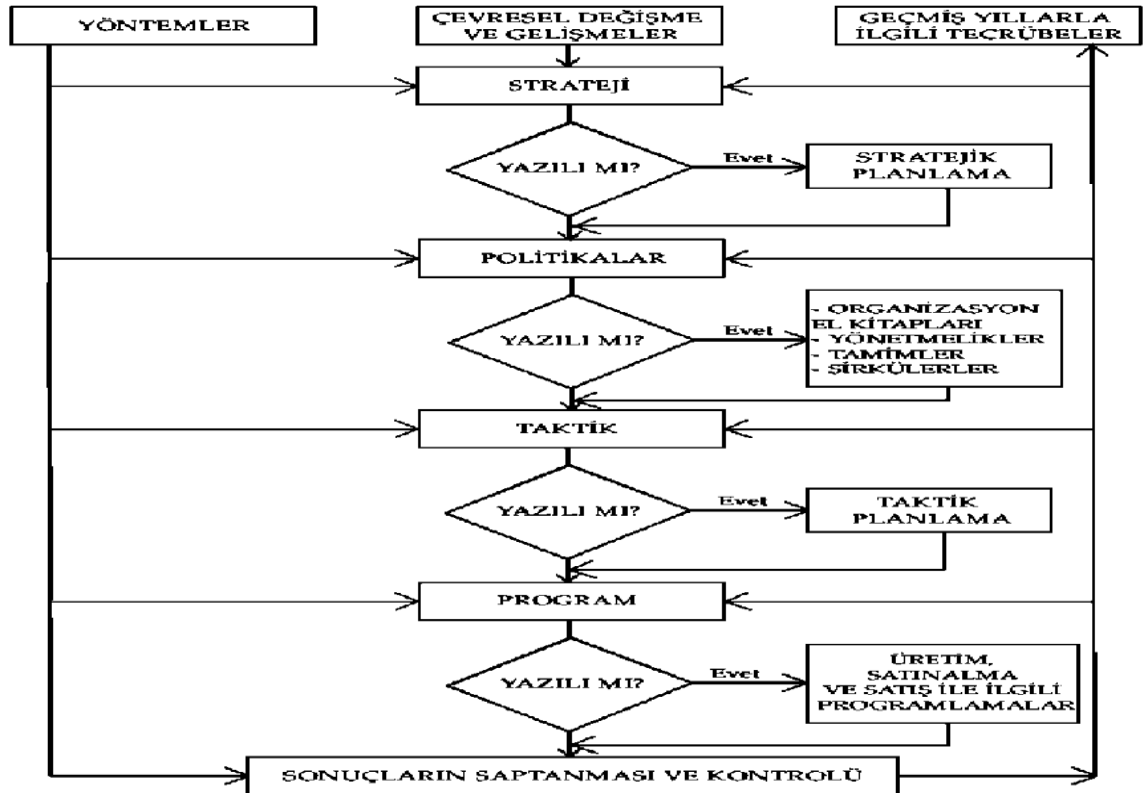 YÖNTEMLER
ÇEVRESEL DEĞİŞME
VE GELİŞMELER
GEÇMİŞ YILLARLA
İLGİLİ TECRÜBELER
STRATEJİ
YAZILI MI?
Evet
STRATEJİK
PLANLAMA
POLİTİKALAR
YAZILI MI?
Evet
- ORGANİZASYON
EL KİTAPLARI
- YÖNETMELİKLER
- TAMİMLER
- SİRKÜLERLER
TAKTİK
YAZILI MI?
Evet
TAKTİK
PLANLAMA
PROGRAM
YAZILI MI?
Evet
ÜRETİM,
SATINALMA
VE SATIŞ İLE İLGİLİ
PROGRAMLAMALAR
SONUÇLARIN SAPTANMASI VE KONTROLÜ